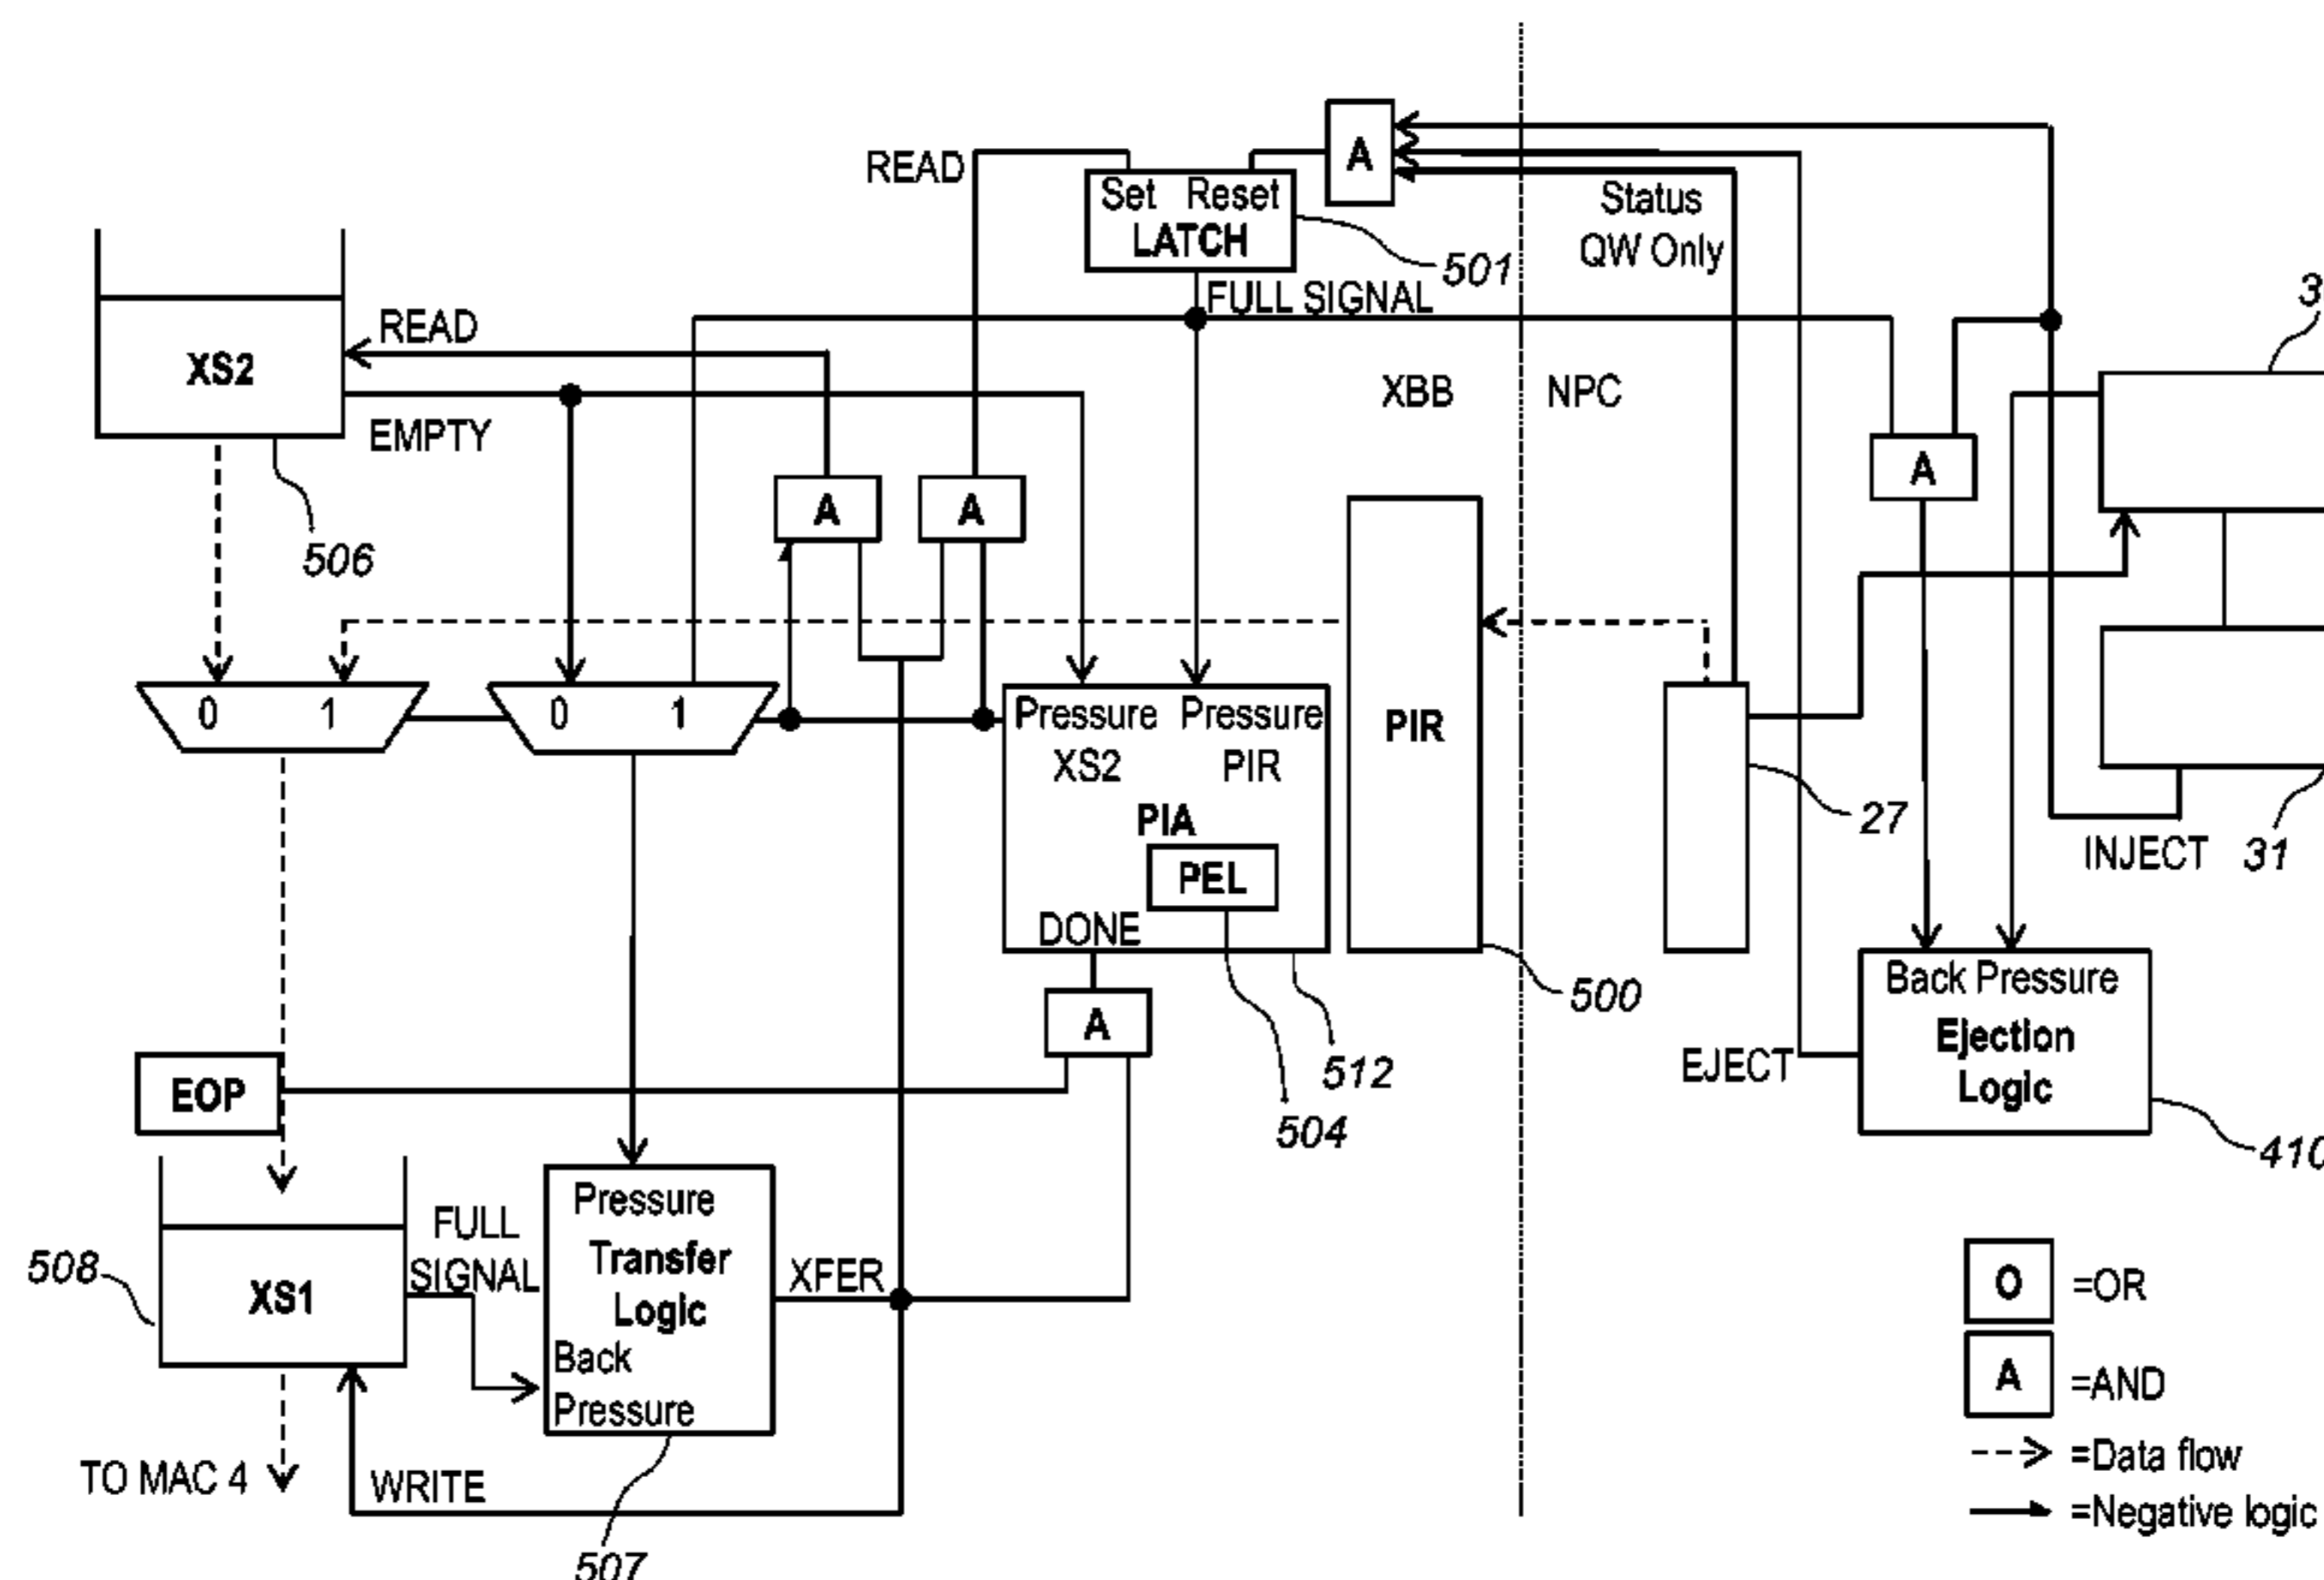 READ
A
Set Reset
LATCH
501
Status
QW Only
FULL SIGNAL
3
READ
XS2
EMPTY
XBB
NPC
506
A
A
A
0
1
0
1
Pressure Pressure
XS2
PIR
PIA
PEL
DONE
PIR
27
INJECT
31
500
A
512
504
Back Pressure
Ejection
Logic
EJECT
410
EOP
508
XS1
FULL
SIGNAL
Pressure
Transfer
Logic
Back
Pressure
XFER
TO MAC 4
WRITE
507
O
=OR
A
=AND
=Data flow
=Negative logic